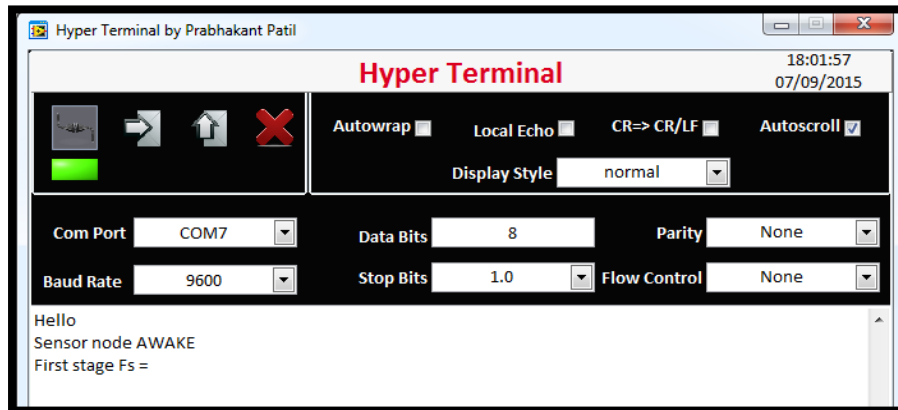 Hyper Terminal by Prabhakant Patil
Hyper Terminal
18:01:57
07/09/2015
Autowrap
Local Echo
CR=> CR/LF
Autoscroll
Display Style
normal
Com Port
COM7
Data Bits
8
Parity
None
Baud Rate
9600
Stop Bits
1.0
Flow Control
None
Hello
Sensor node AWAKE
First stage Fs =